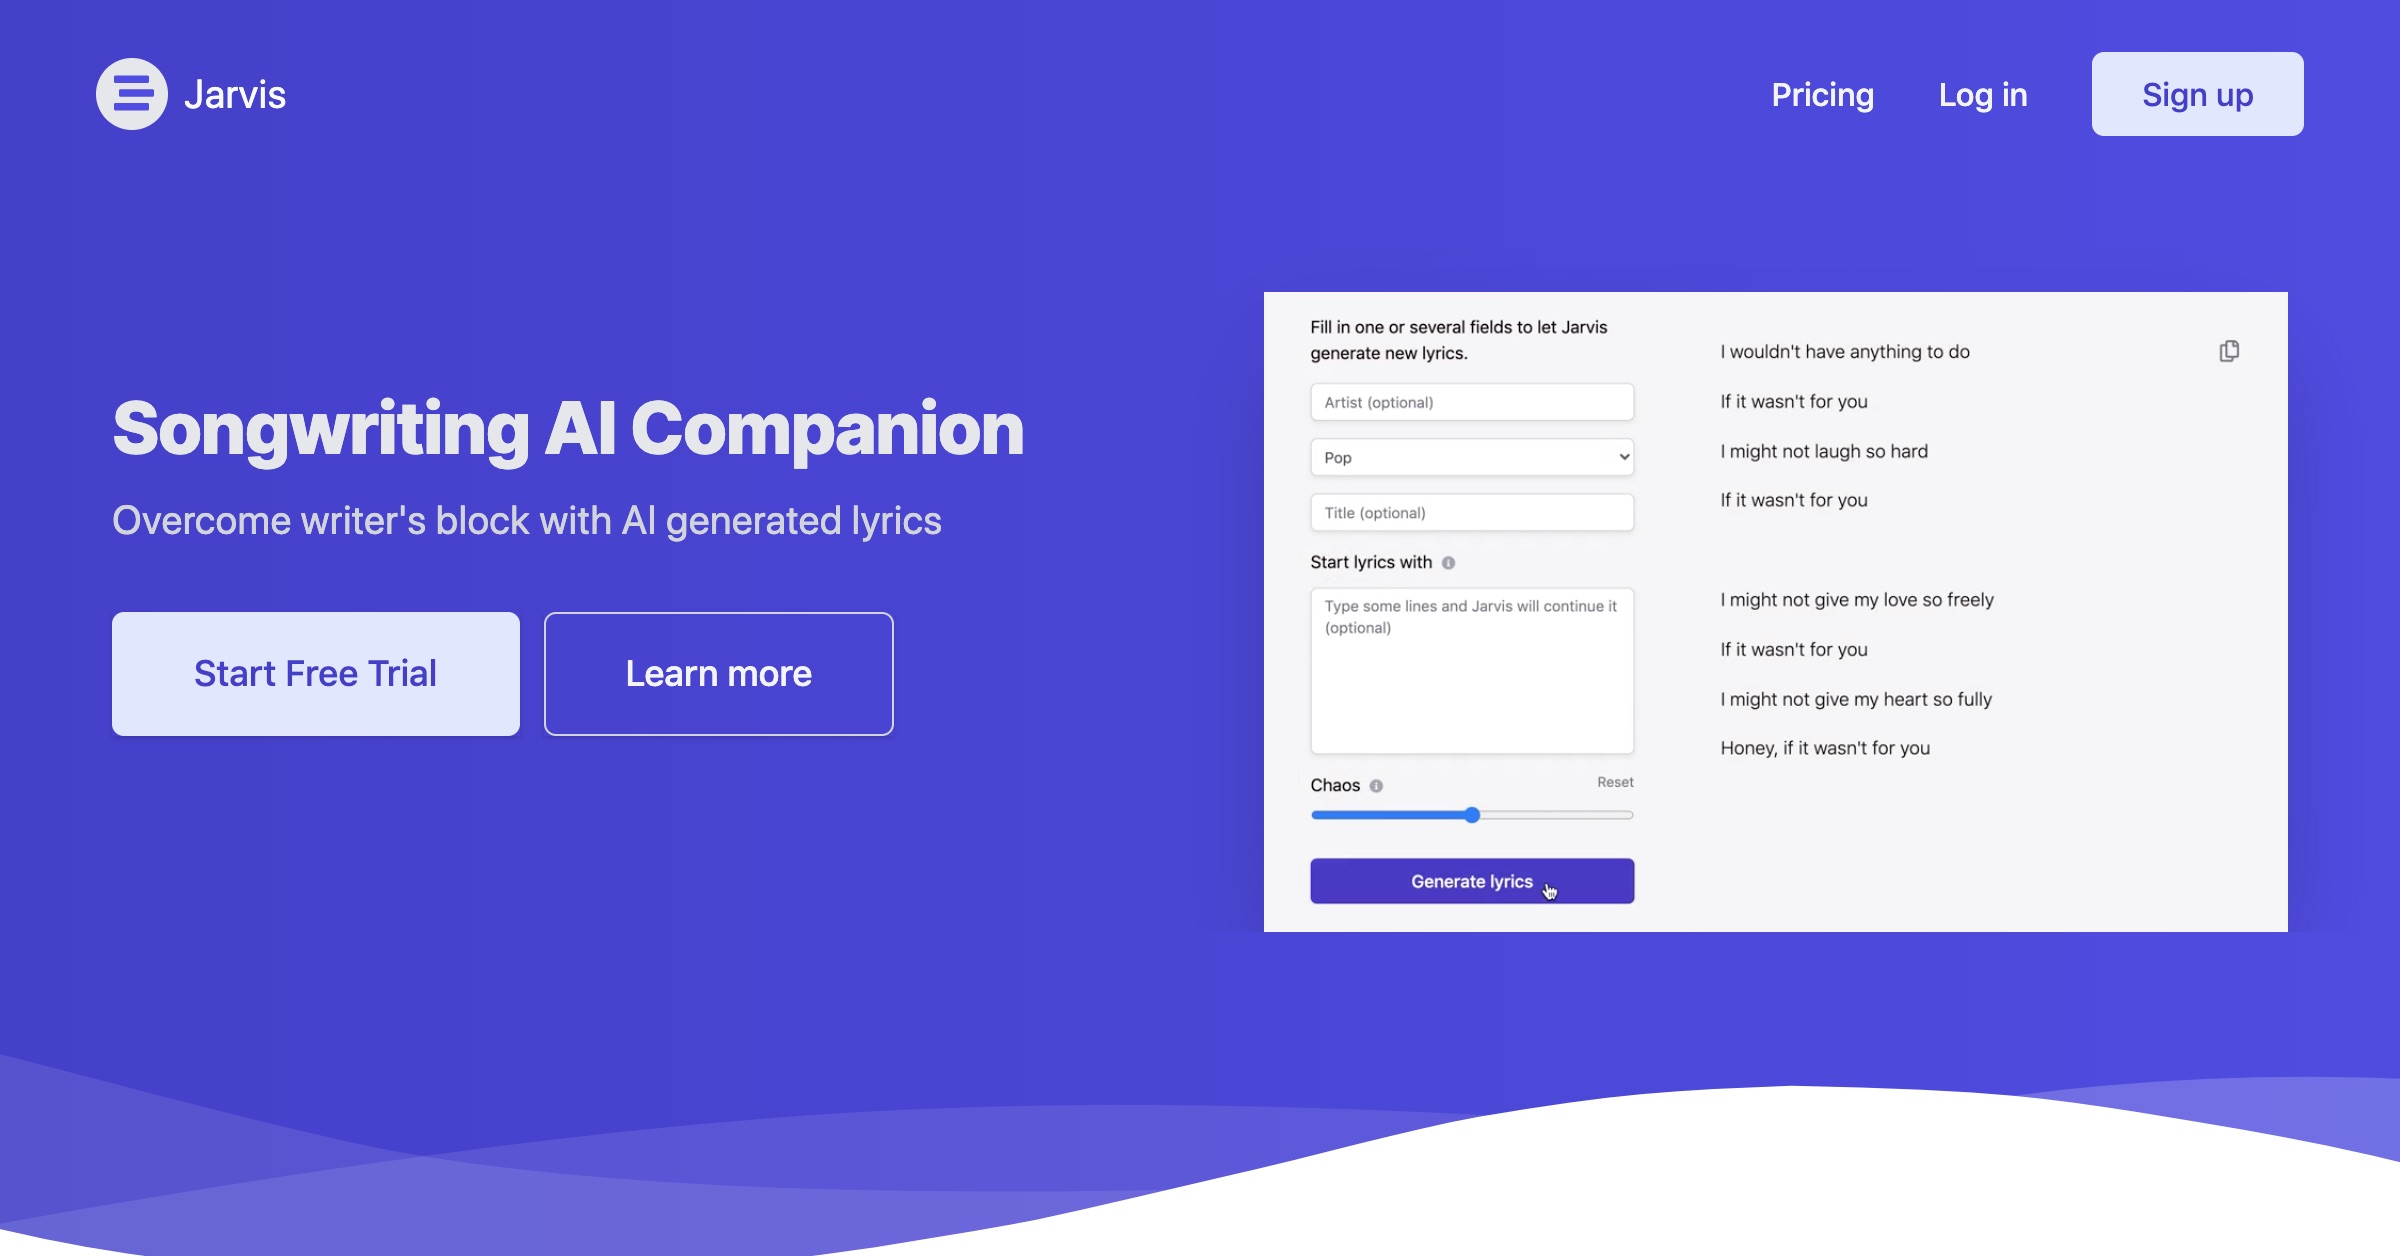 Jarvis
Pricing
Log in
Sign up
Songwriting AI Companion
Overcome writer's block with AI generated lyrics
Start Free Trial
Learn more
Fill in one or several fields to let Jarvis
generate new lyrics.
Artist (optional)
Pop
Title (optional)
Start lyrics with
Type some lines and Jarvis will continue it
(optional)
Chaos
Reset
Generate lyrics
I wouldn't have anything to do
If it wasn't for you
I might not laugh so hard
If it wasn't for you
I might not give my love so freely
If it wasn't for you
I might not give my heart so fully
Honey, if it wasn't for you